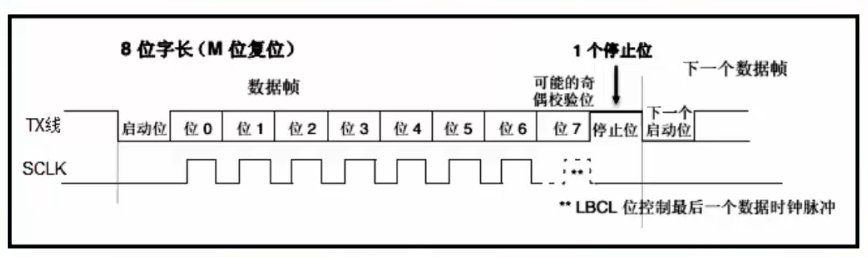 8 位字长（M 位复位）
1 个停止位
下一个数据帧
数据帧
可能的奇
偶校验位
TX线
启动位 位 0 位 1 位 2 位 3 位 4 位 5 位 6 位 7 停止位
下一个
启动位
SCLK
**
** LBCL 位控制最后一个数据时钟脉冲